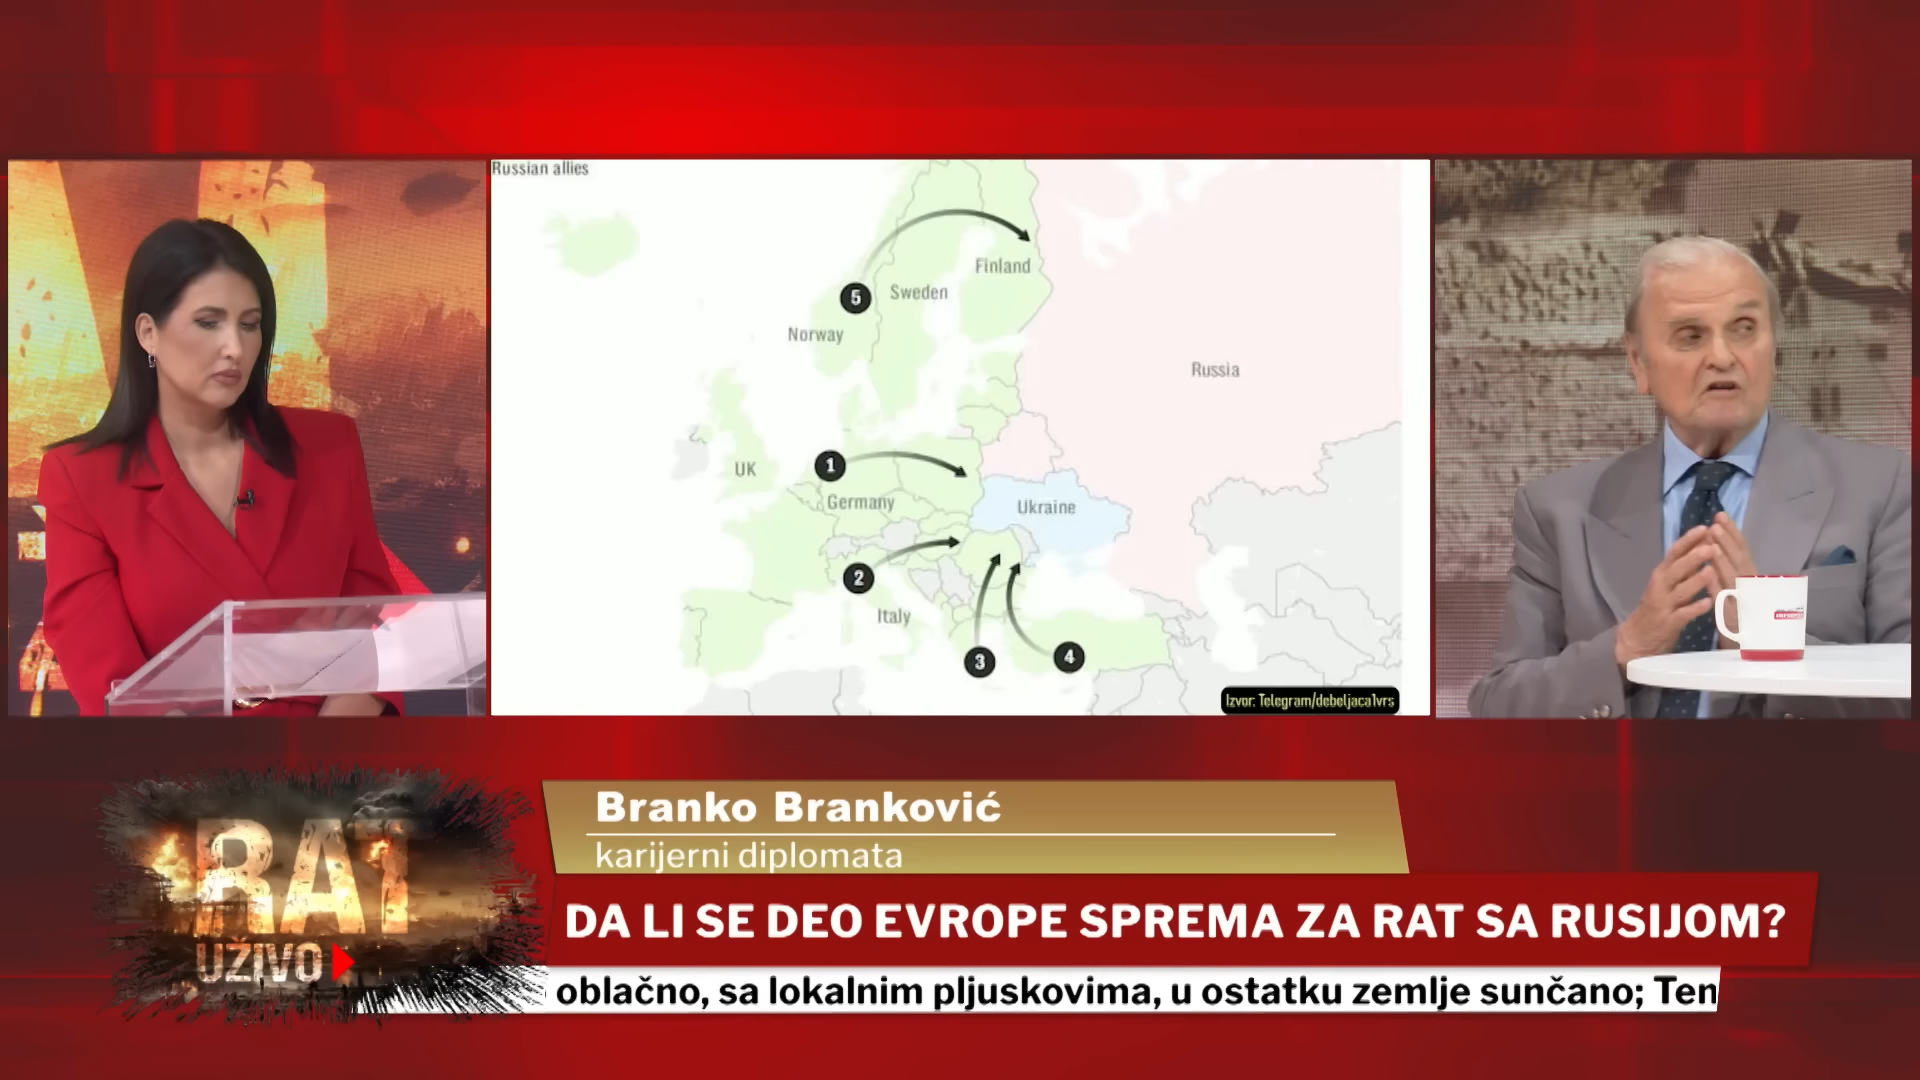 Russian allies
5
Finland
Sweden
Norway
Russia
1
UK
Germany
Ukraine
2
Italy
3
4
Izvor: Telegram/debeljaca1vrs
RAT
UŽIVO
Branko Branković
karijerni diplomata
DA LI SE DEO EVROPE SPREMA ZA RAT SA RUSIJOM?
oblačno, sa lokalnim pljuskovima, u ostatku zemlje sunčano; Ten